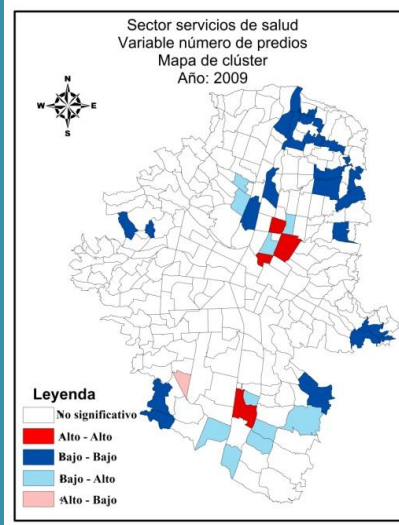 Sector servicios de salud
Variable número de predios
Mapa de clúster
Año: 2009
N
W E
S
Leyenda
No significativo
Alto - Alto
Bajo - Bajo
Bajo - Alto
Alto - Bajo